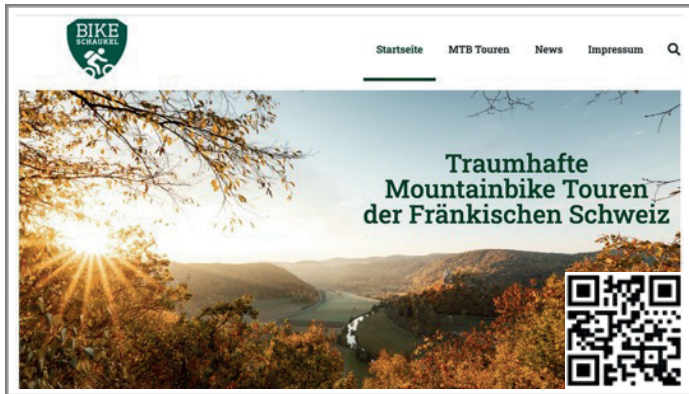 BIKE
SCHAUKEL
Startseite MTB Touren News Impressum
Traumhafte
Mountainbike Touren
der Fränkischen Schweiz